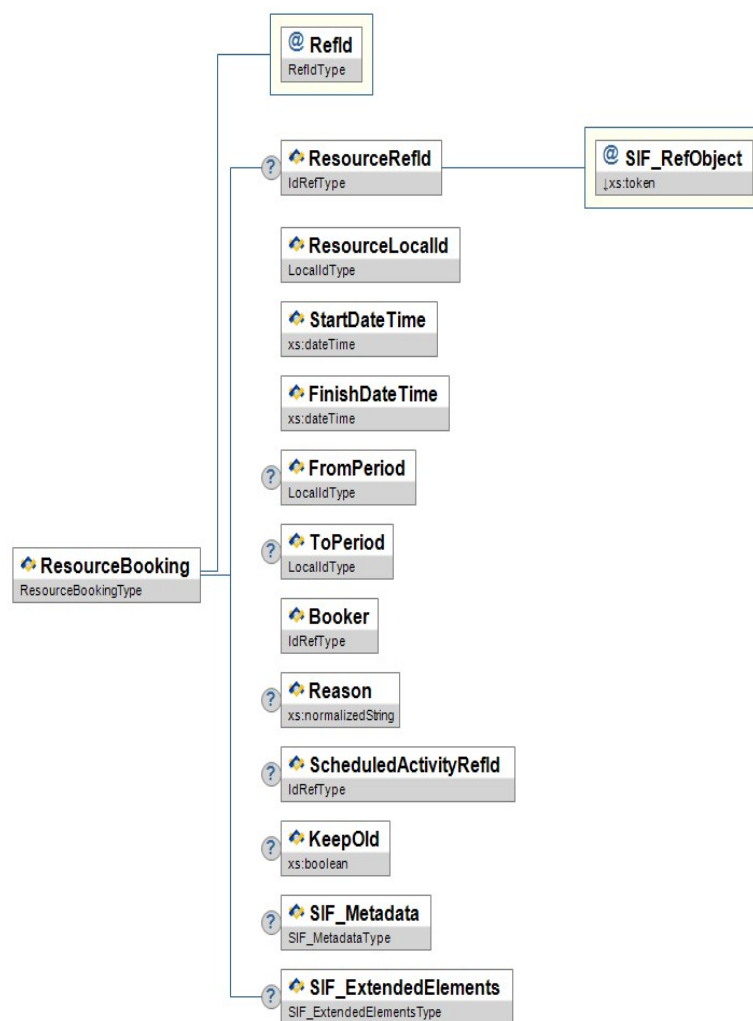 @ RefId
RefIdType
? ResourceRefId
IdRefType
@ SIF_RefObject
↓xs:token
ResourceLocalId
LocalIdType
StartDateTime
xs:dateTime
FinishDateTime
xs:dateTime
? FromPeriod
LocalIdType
? ToPeriod
LocalIdType
ResourceBooking
ResourceBookingType
Booker
IdRefType
? Reason
xs:normalizedString
? ScheduledActivityRefId
IdRefType
? KeepOld
xs:boolean
? SIF_Metadata
SIF_MetadataType
? SIF_ExtendedElements
SIF_ExtendedElementsType